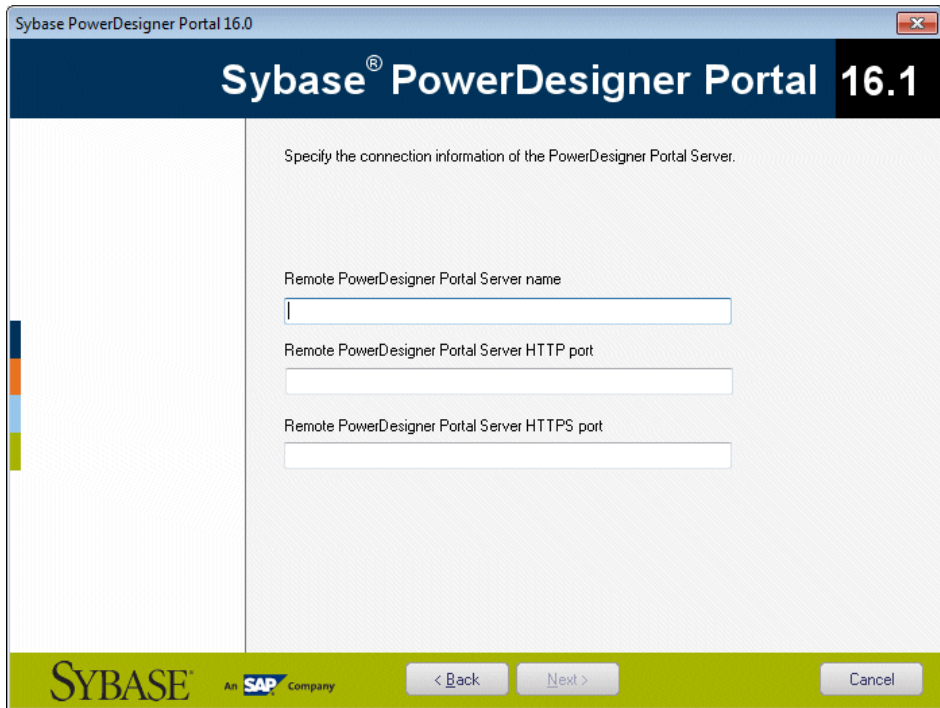 Sybase PowerDesigner Portal 16.0
Sybase® PowerDesigner Portal 16.1
Specify the connection information of the PowerDesigner Portal Server.
Remote PowerDesigner Portal Server name
Remote PowerDesigner Portal Server HTTP port
Remote PowerDesigner Portal Server HTTPS port
SYBASE® An SAP Company < Back Next > Cancel